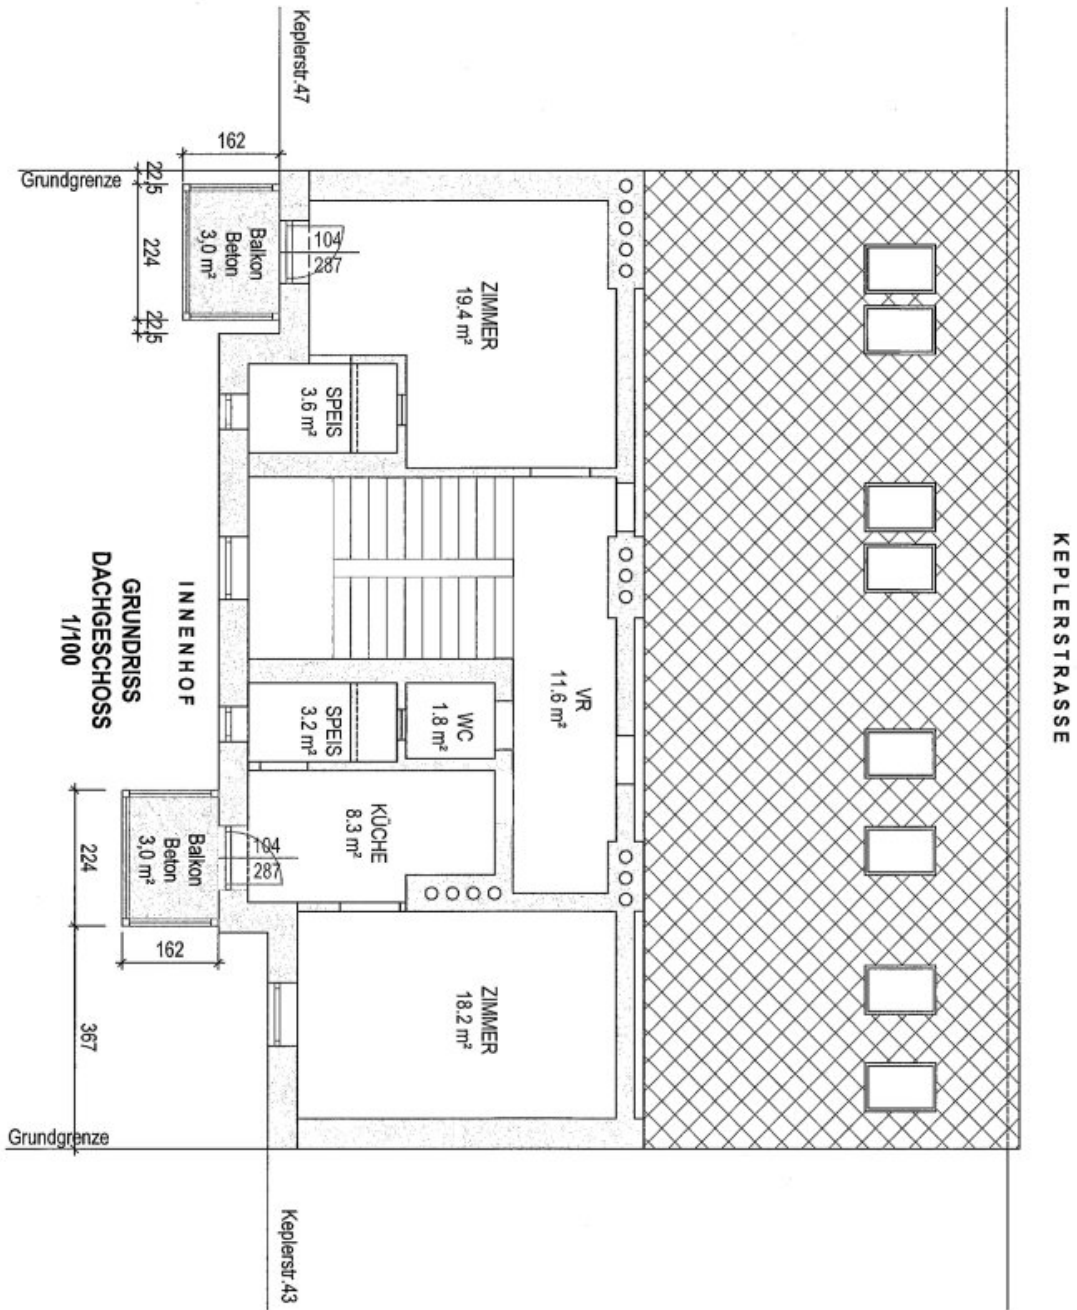 KEPLERSTRASSE
Keplerstr.47
Keplerstr.43
Grundgrenze
Grundgrenze
162
22,5
224
22,5
Balkon
Beton
3,0 m²
104
287
ZIMMER
19.4 m²
SPEIS
3.6 m²
VR
11.6 m²
WC
1.8 m²
SPEIS
3.2 m²
KÜCHE
8.3 m²
104
287
Balkon
Beton
3,0 m²
224
162
367
ZIMMER
18.2 m²
INNENHOF
GRUNDRISS
DACHGESCHOSS
1/100